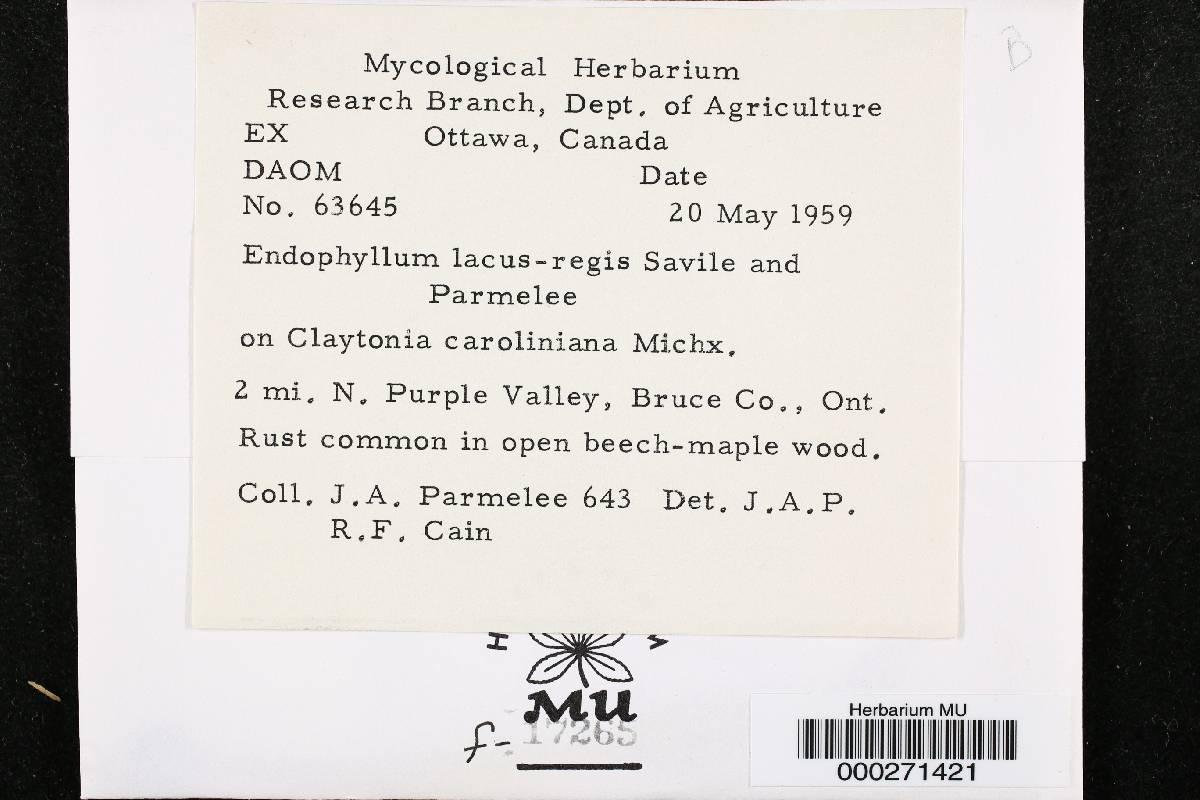 B
Mycological Herbarium
Research Branch, Dept. of Agriculture
EX Ottawa, Canada
DAOM Date
No. 63645 20 May 1959
Endophyllum lacus-regis Savile and
Parmelee
on Claytonia caroliniana Michx.
2 mi. N. Purple Valley, Bruce Co., Ont.
Rust common in open beech-maple wood.
Coll. J.A. Parmelee 643 Det. J.A.P.
R.F. Cain
MU
f-17265
Herbarium MU
000271421